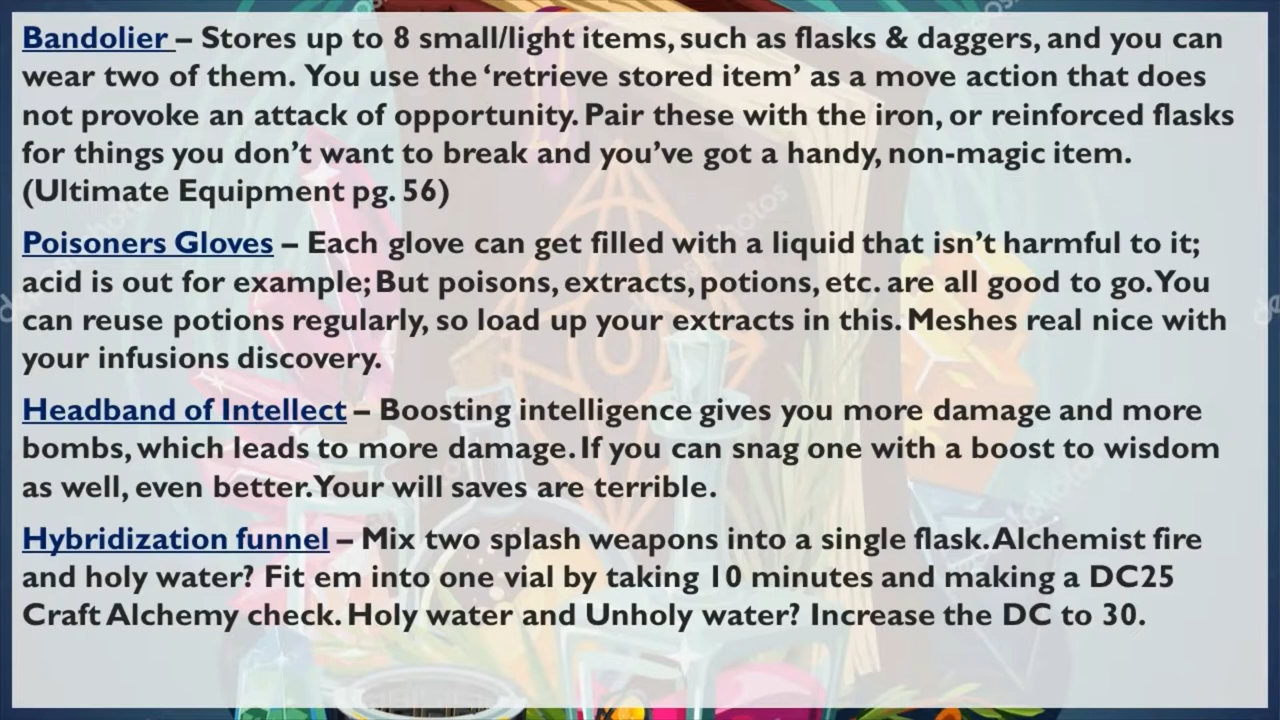 Bandolier – Stores up to 8 small/light items, such as flasks & daggers, and you can
wear two of them. You use the ‘retrieve stored item’ as a move action that does
not provoke an attack of opportunity. Pair these with the iron, or reinforced flasks
for things you don’t want to break and you’ve got a handy, non-magic item.
(Ultimate Equipment pg. 56)
Poisoners Gloves – Each glove can get filled with a liquid that isn’t harmful to it;
acid is out for example; But poisons, extracts, potions, etc. are all good to go. You
can reuse potions regularly, so load up your extracts in this. Meshes real nice with
your infusions discovery.
Headband of Intellect – Boosting intelligence gives you more damage and more
bombs, which leads to more damage. If you can snag one with a boost to wisdom
as well, even better. Your will saves are terrible.
Hybridization funnel – Mix two splash weapons into a single flask. Alchemist fire
and holy water? Fit em into one vial by taking 10 minutes and making a DC25
Craft Alchemy check. Holy water and Unholy water? Increase the DC to 30.